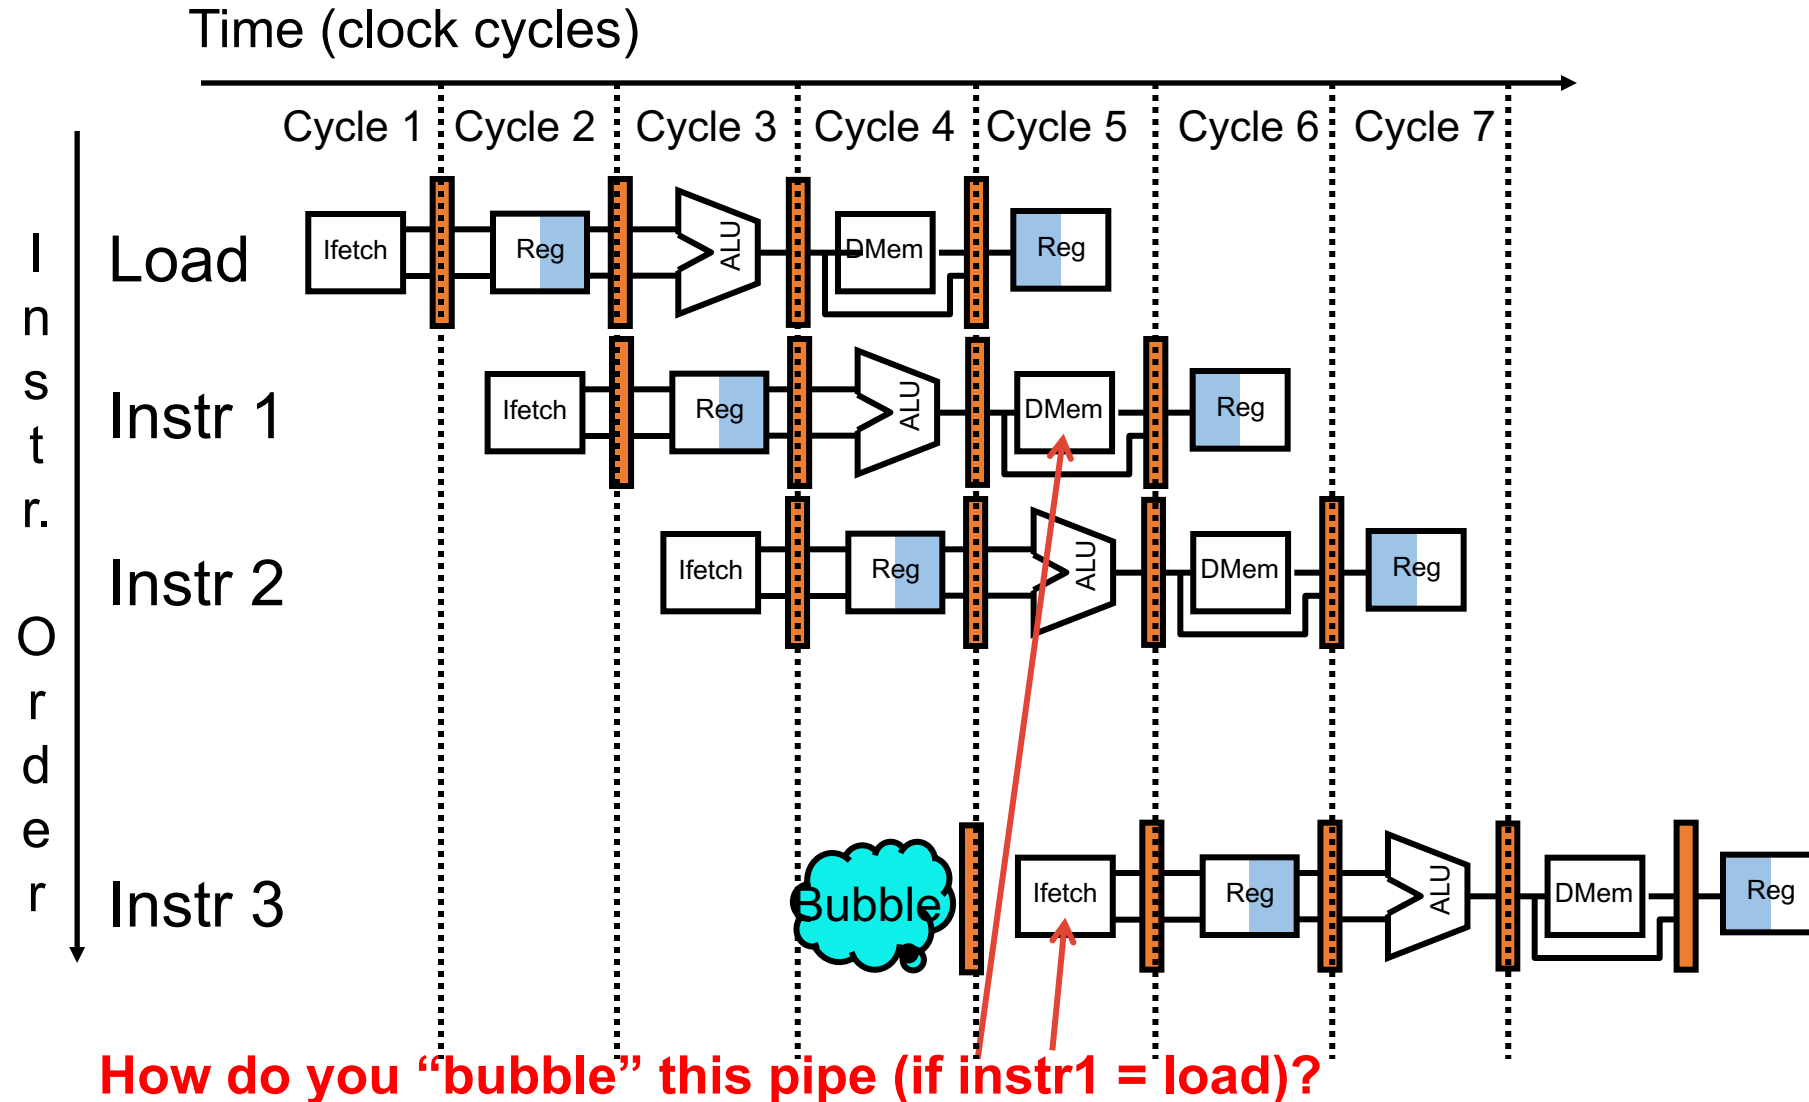 Time (clock cycles)
Cycle 1 Cycle 2 Cycle 3 Cycle 4 Cycle 5 Cycle 6 Cycle 7
Instr. Order
Load Ifetch Reg ALU DMem Reg
Instr 1 Ifetch Reg ALU DMem Reg
Instr 2 Ifetch Reg ALU DMem Reg
Instr 3 Bubble Ifetch Reg ALU DMem Reg
How do you “bubble” this pipe (if instr1 = load)?